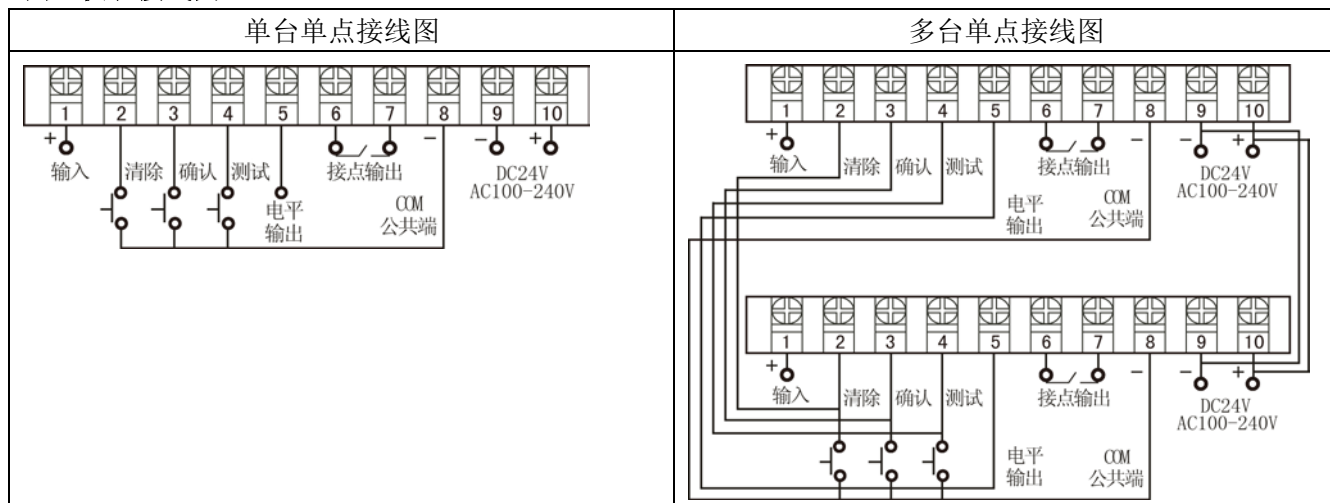 单台单点接线图
多台单点接线图
1 2 3 4 5 6 7 8 9 10
+ − − +
输入 清除 确认 测试 接点输出 DC24V
AC100-240V
电平
输出
COM
公共端
1 2 3 4 5 6 7 8 9 10
+ − − +
输入 清除 确认 测试 接点输出 DC24V
AC100-240V
电平
输出
COM
公共端
1 2 3 4 5 6 7 8 9 10
+ − − +
输入 清除 确认 测试 接点输出 DC24V
AC100-240V
电平
输出
COM
公共端